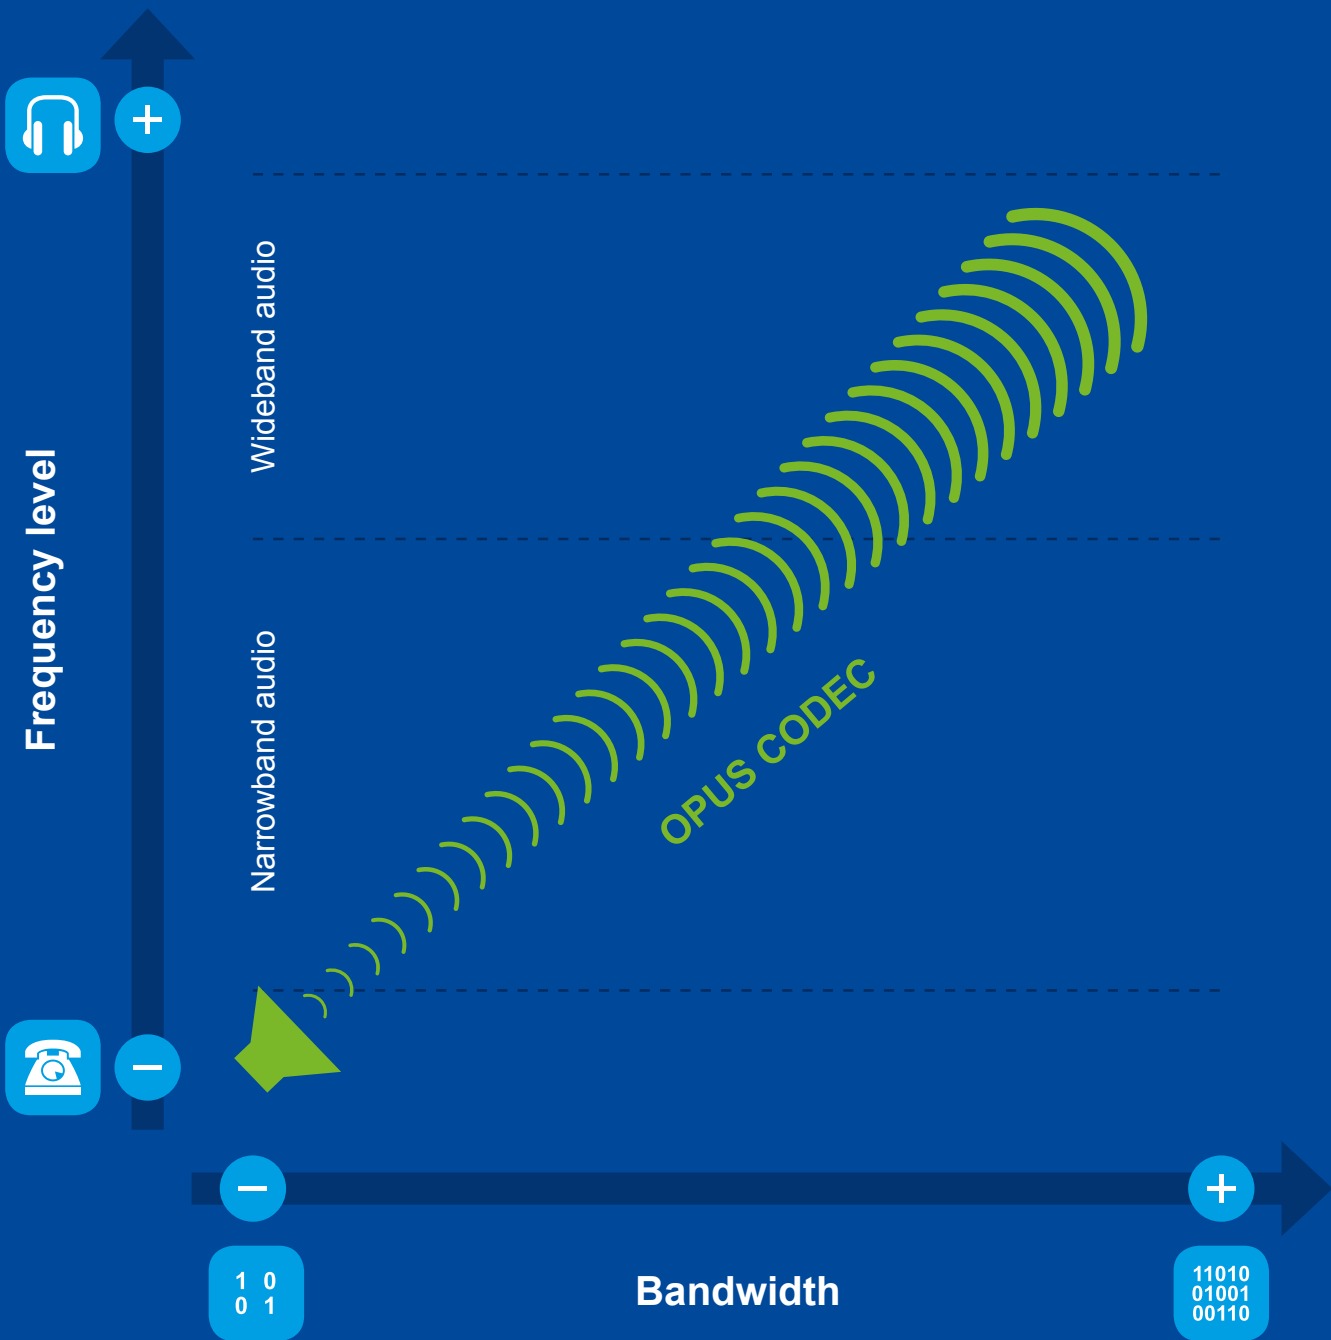 Wideband audio
Frequency level
Narrowband audio
OPUS CODEC
1 0
0 1
Bandwidth
11010
01001
00110